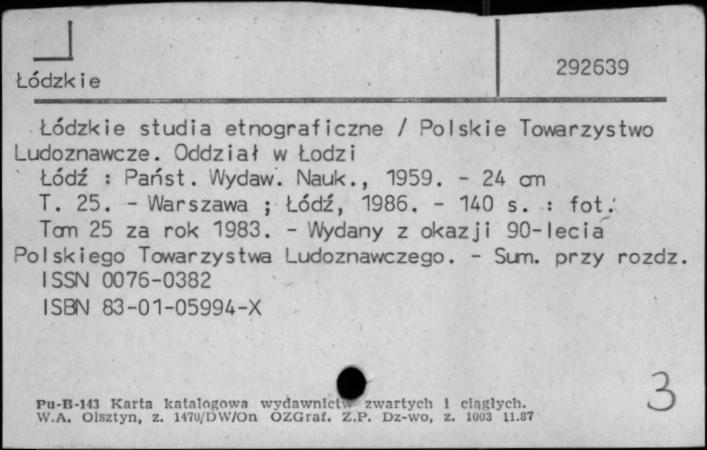 292639
Łódzkie
Łódzkie studia etnograficzne / Polskie Towarzystwo
Ludoznawcze. Oddział w Łodzi
Łódź : Państ. Wydaw. Nauk., 1959. - 24 cm
T. 25. - Warszawa ; Łódź, 1986. - 140 s. : fot.
Tom 25 za rok 1983. - Wydany z okazji 90-lecia
Polskiego Towarzystwa Ludoznawczego. - Sum. przy rozdz.
ISSN 0076-0382
ISBN 83-01-05994-X
3
Pu-B-143 Karta katalogowa wydawnictw zwartych i ciągłych.
W.A. Olsztyn, z. 1470/DW/On OZGraf. Z.P. Dz-wo, z. 1003 11.87